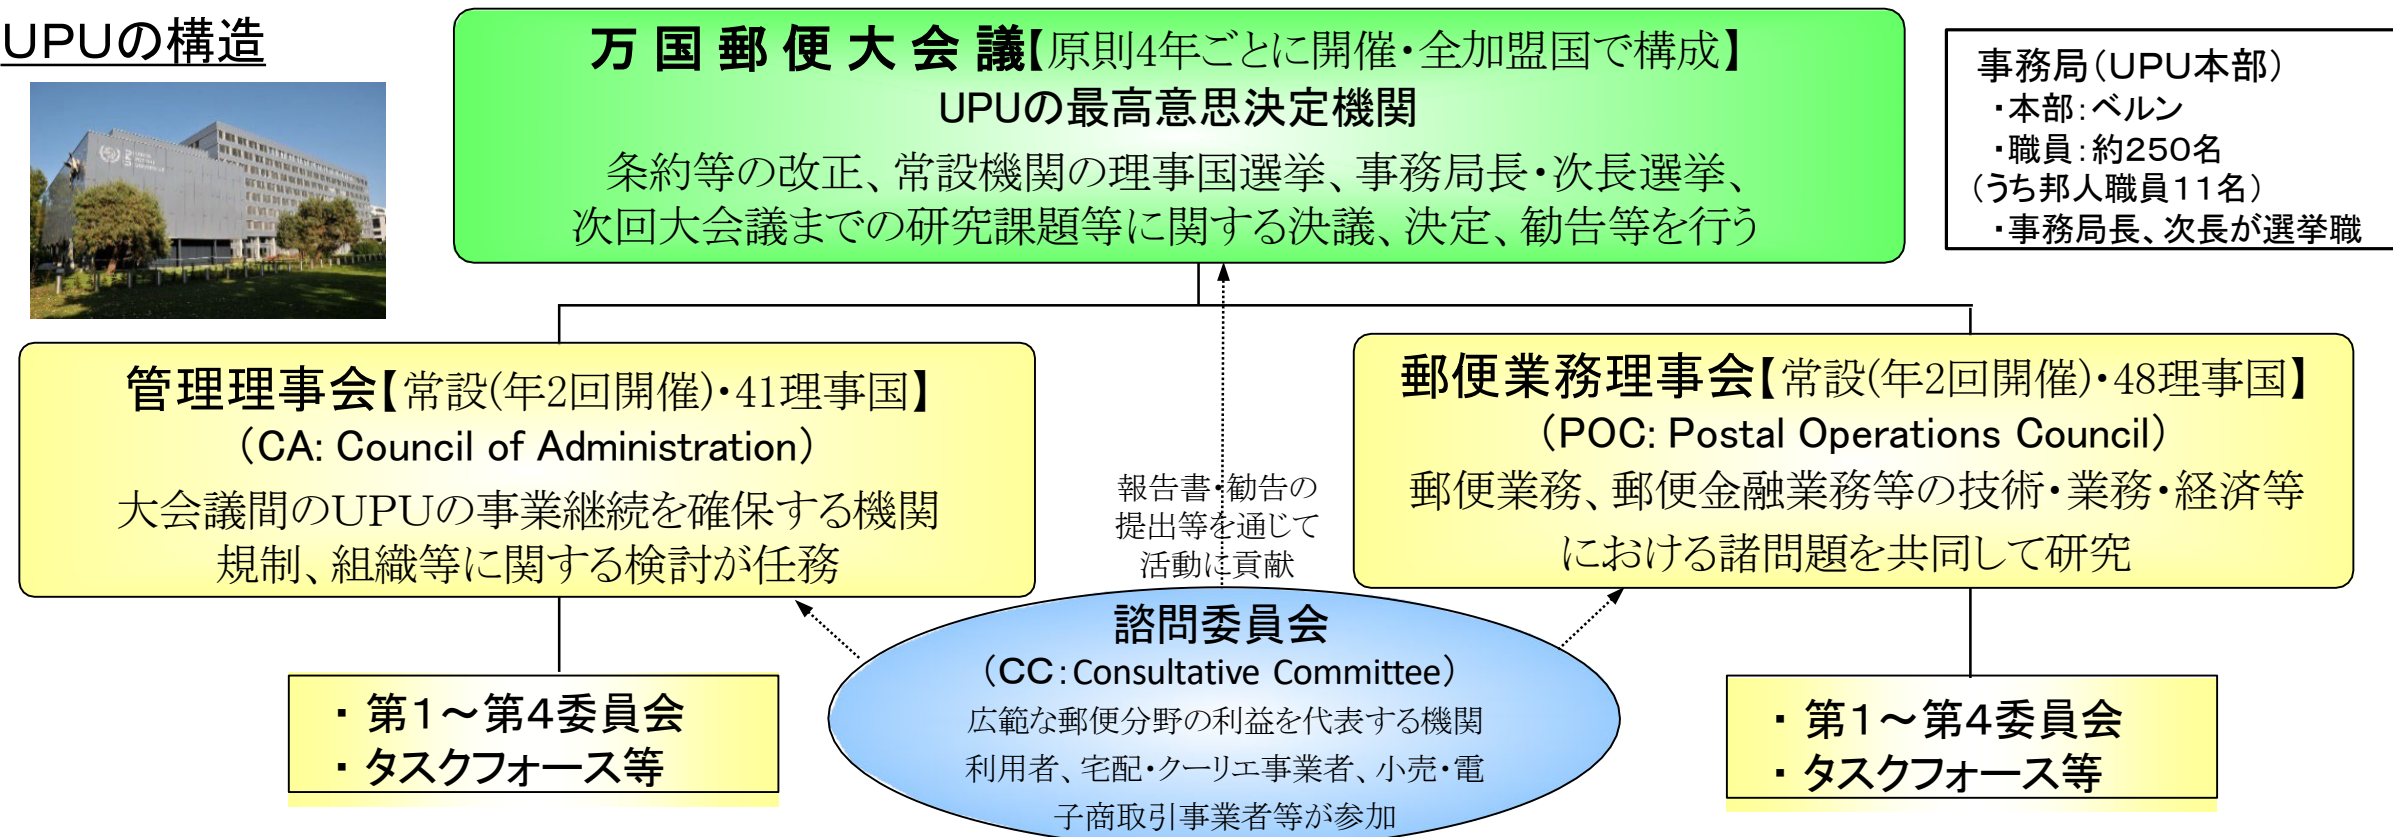 UPUの構造
万国郵便大会議【原則4年ごとに開催・全加盟国で構成】
UPUの最高意思決定機関
条約等の改正、常設機関の理事国選挙、事務局長・次長選挙、
次回大会議までの研究課題等に関する決議、決定、勧告等を行う
事務局(UPU本部)
・本部:ベルン
・職員:約250名
(うち邦人職員11名)
・事務局長、次長が選挙職
管理理事会【常設(年2回開催)・41理事国】
(CA: Council of Administration)
大会議間のUPUの事業継続を確保する機関
規制、組織等に関する検討が任務
報告書・勧告の
提出等を通じて
活動に貢献
郵便業務理事会【常設(年2回開催)・48理事国】
(POC: Postal Operations Council)
郵便業務、郵便金融業務等の技術・業務・経済等
における諸問題を共同して研究
諮問委員会
(CC:Consultative Committee)
広範な郵便分野の利益を代表する機関
利用者、宅配・クーリエ事業者、小売・電
子商取引事業者等が参加
・第1~第4委員会
・タスクフォース等
・第1~第4委員会
・タスクフォース等